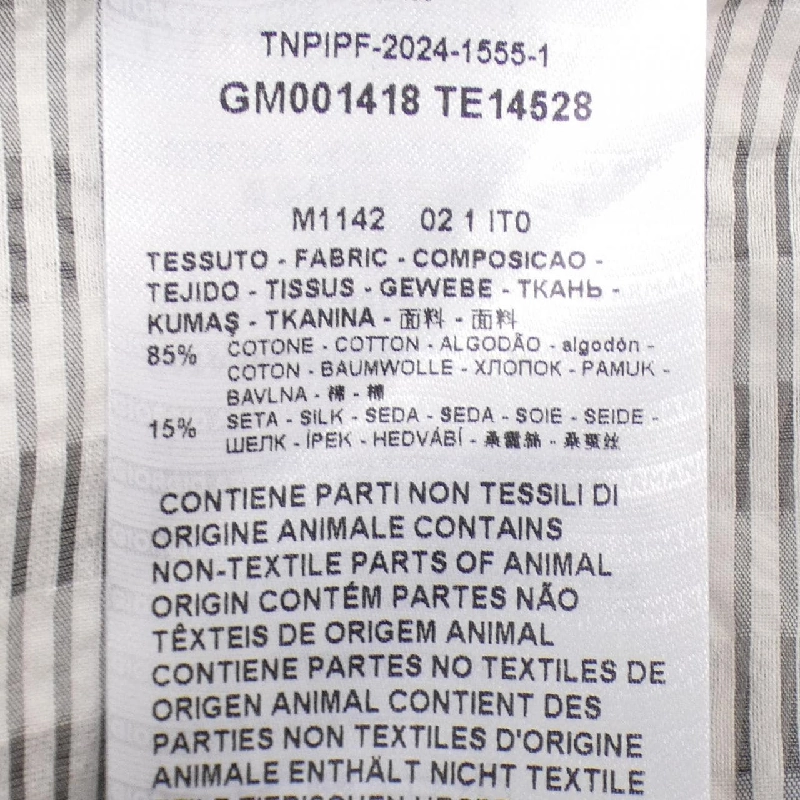 TNPIPF-2024-1555-1
GM001418 TE14528
M1142 02 1 IT0
TESSUTO - FABRIC - COMPOSICAO -
TEJIDO - TISSUS - GEWEBE - ТКАНЬ -
KUMAŞ - TKANINA - 面料 - 面料
85% COTONE - COTTON - ALGODÃO - algodón -
COTON - BAUMWOLLE - ХЛОПОК - PAMUK -
BAVLNA - 棉 - 棉
15% SETA - SILK - SEDA - SEDA - SOIE - SEIDE -
ШЕЛК - İPEK - HEDVÁBÍ -
CONTIENE PARTI NON TESSILI DI
ORIGINE ANIMALE CONTAINS
NON-TEXTILE PARTS OF ANIMAL
ORIGIN CONTÉM PARTES NÃO
TÊXTEIS DE ORIGEM ANIMAL
CONTIENE PARTES NO TEXTILES DE
ORIGEN ANIMAL CONTIENT DES
PARTIES NON TEXTILES D'ORIGINE
ANIMALE ENTHÄLT NICHT TEXTILE